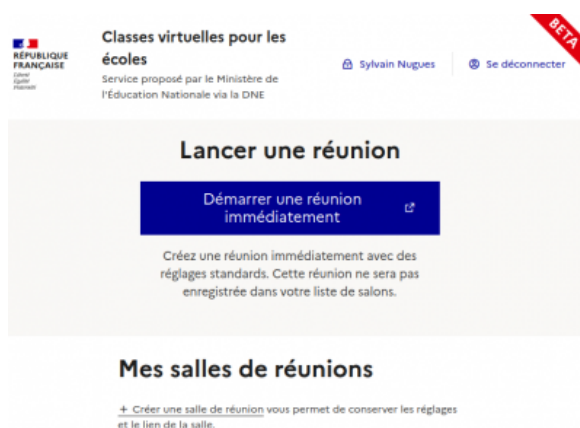 BETA
RÉPUBLIQUE
FRANÇAISE
Liberté
Égalité
Fraternité
Classes virtuelles pour les
écoles
Service proposé par le Ministère de
l'Éducation Nationale via la DNE
Sylvain Nugues
Se déconnecter
Lancer une réunion
Démarrer une réunion
immédiatement
Créez une réunion immédiatement avec des
réglages standards. Cette réunion ne sera pas
enregistrée dans votre liste de salons.
Mes salles de réunions
+ Créer une salle de réunion vous permet de conserver les réglages
et le lien de la salle.